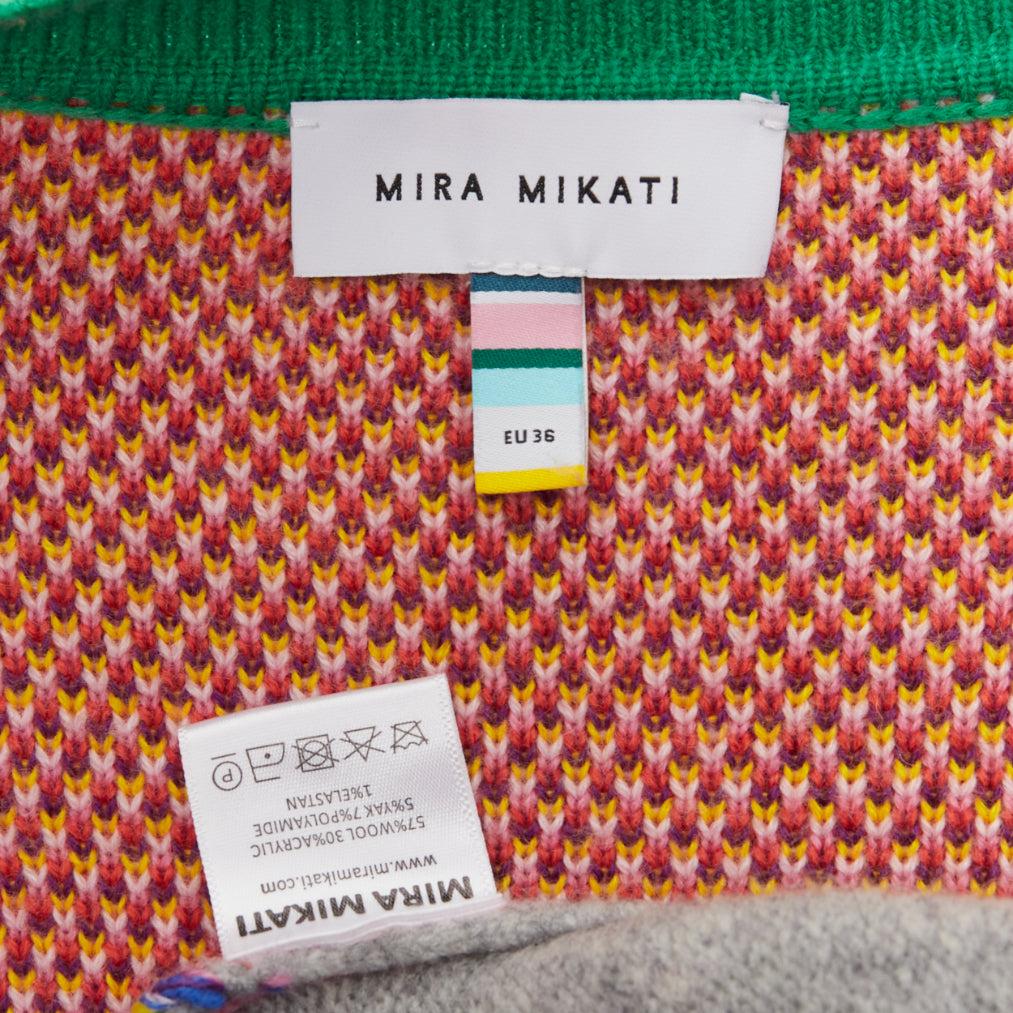 MIRA MIKATI
EU 36
MIRA MIKATI
www.miramikati.com
57%WOOL 30%ACRYLIC
5%YAK 7%POLYAMIDE
1%ELASTAN
P